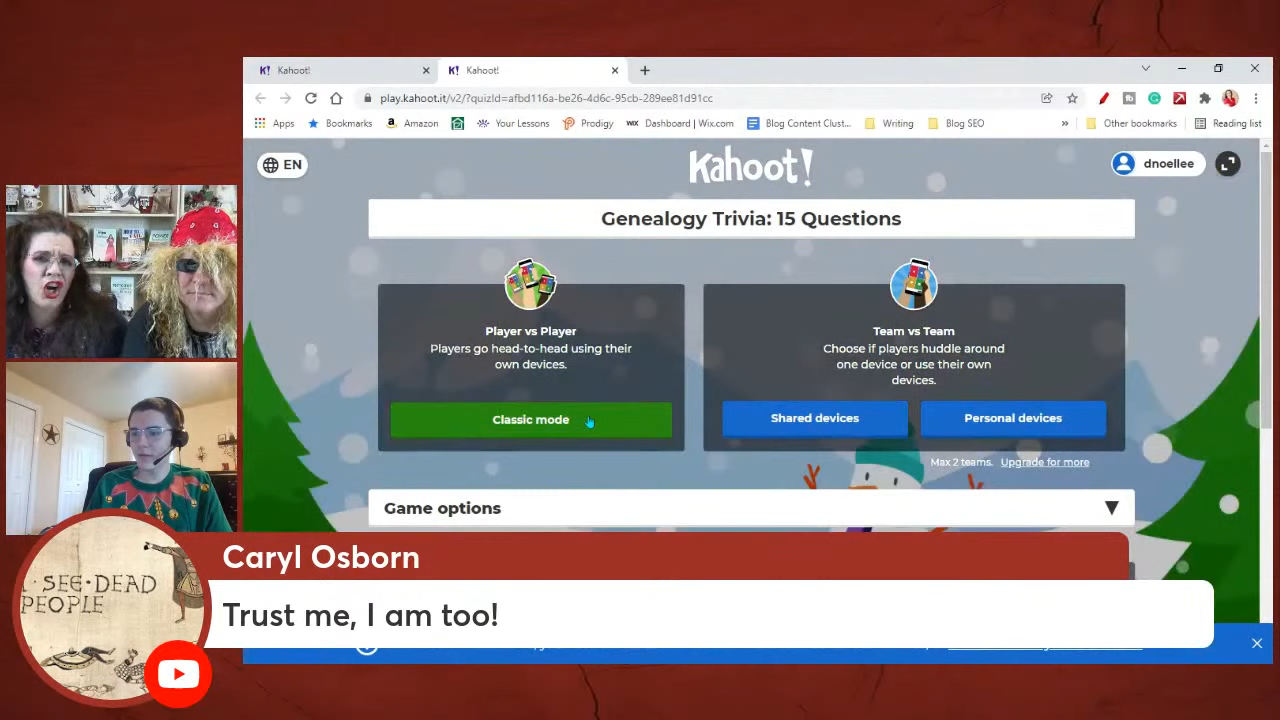 Kahoot!
Kahoot!
play.kahoot.it/v2/?quizId=afbd116a-be26-4d6c-95cb-289ee81d91cc
Apps Bookmarks Amazon Your Lessons Prodigy Dashboard | Wix.com Blog Content Clust... Writing Blog SEO » Other bookmarks Reading list
EN
Kahoot!
dnoellee
Genealogy Trivia: 15 Questions
Player vs Player
Players go head-to-head using their
own devices.
Classic mode
Team vs Team
Choose if players huddle around
one device or use their own
devices.
Shared devices
Personal devices
Max 2 teams. Upgrade for more
Game options
Caryl Osborn
Trust me, I am too!
I SEE DEAD
PEOPLE